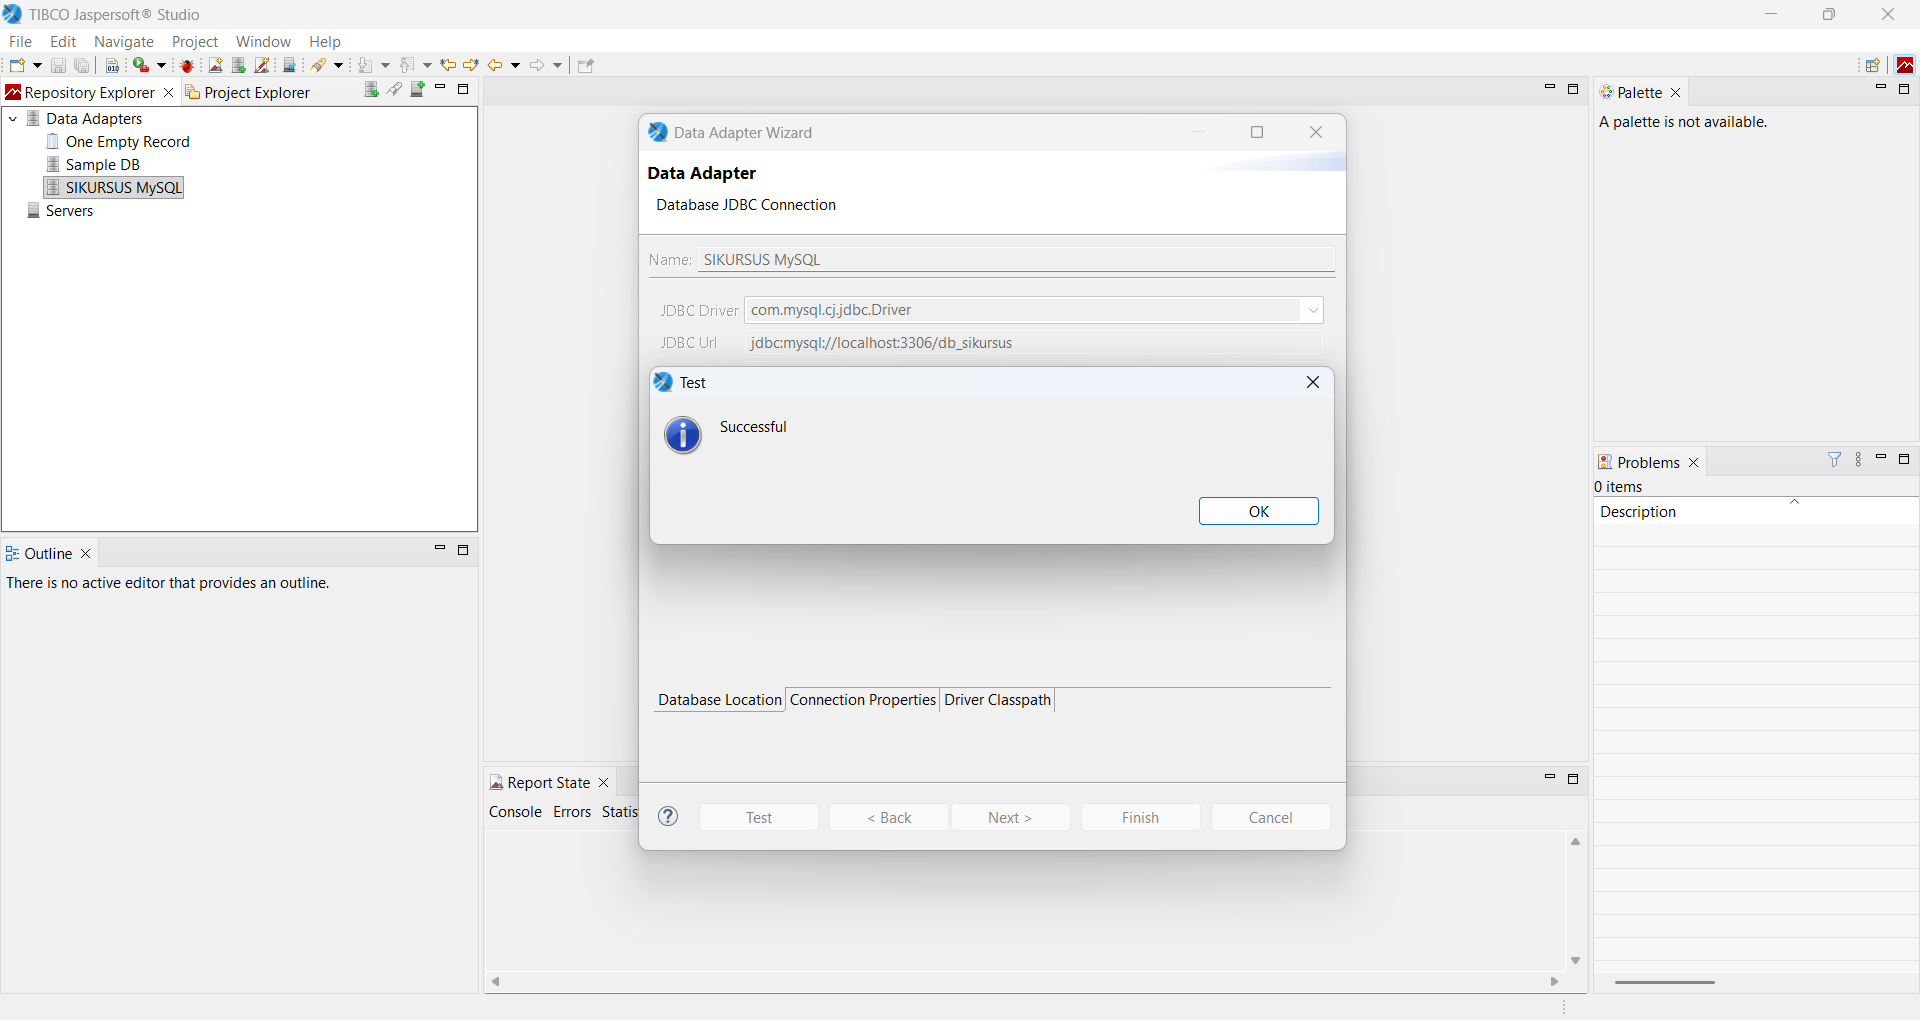 TIBCO Jaspersoft® Studio
File Edit Navigate Project Window Help
Repository Explorer
Project Explorer
Data Adapters
One Empty Record
Sample DB
SIKURSUS MySQL
Servers
Outline
There is no active editor that provides an outline.
Data Adapter Wizard
Data Adapter
Database JDBC Connection
Name: SIKURSUS MySQL
JDBC Driver com.mysql.cj.jdbc.Driver
JDBC Url jdbc:mysql://localhost:3306/db_sikursus
Test
Successful
OK
Database Location Connection Properties Driver Classpath
Test < Back Next > Finish Cancel
Report State
Console Errors Statis
Palette
A palette is not available.
Problems
0 items
Description